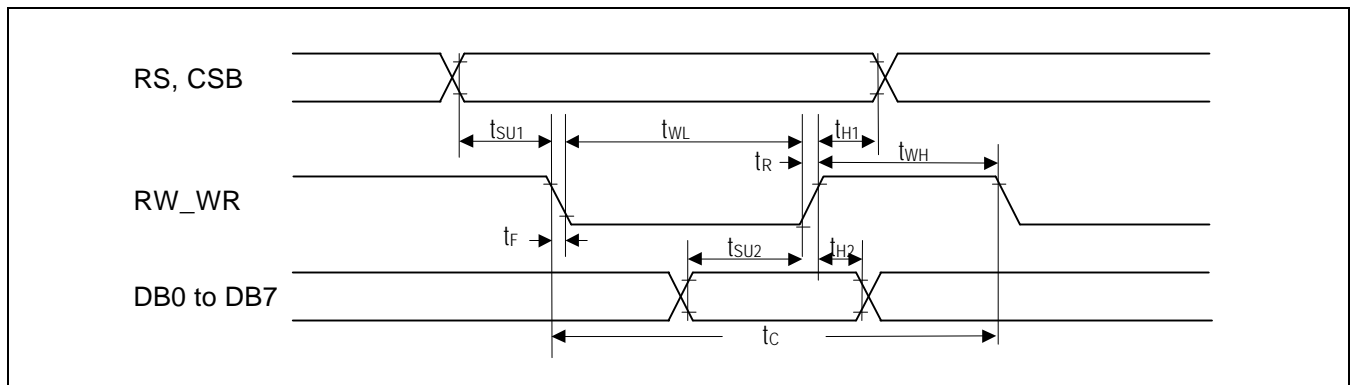 RS, CSB
tSU1
tWL
tH1
tR
tWH
RW_WR
tF
tSU2
tH2
DB0 to DB7
tC